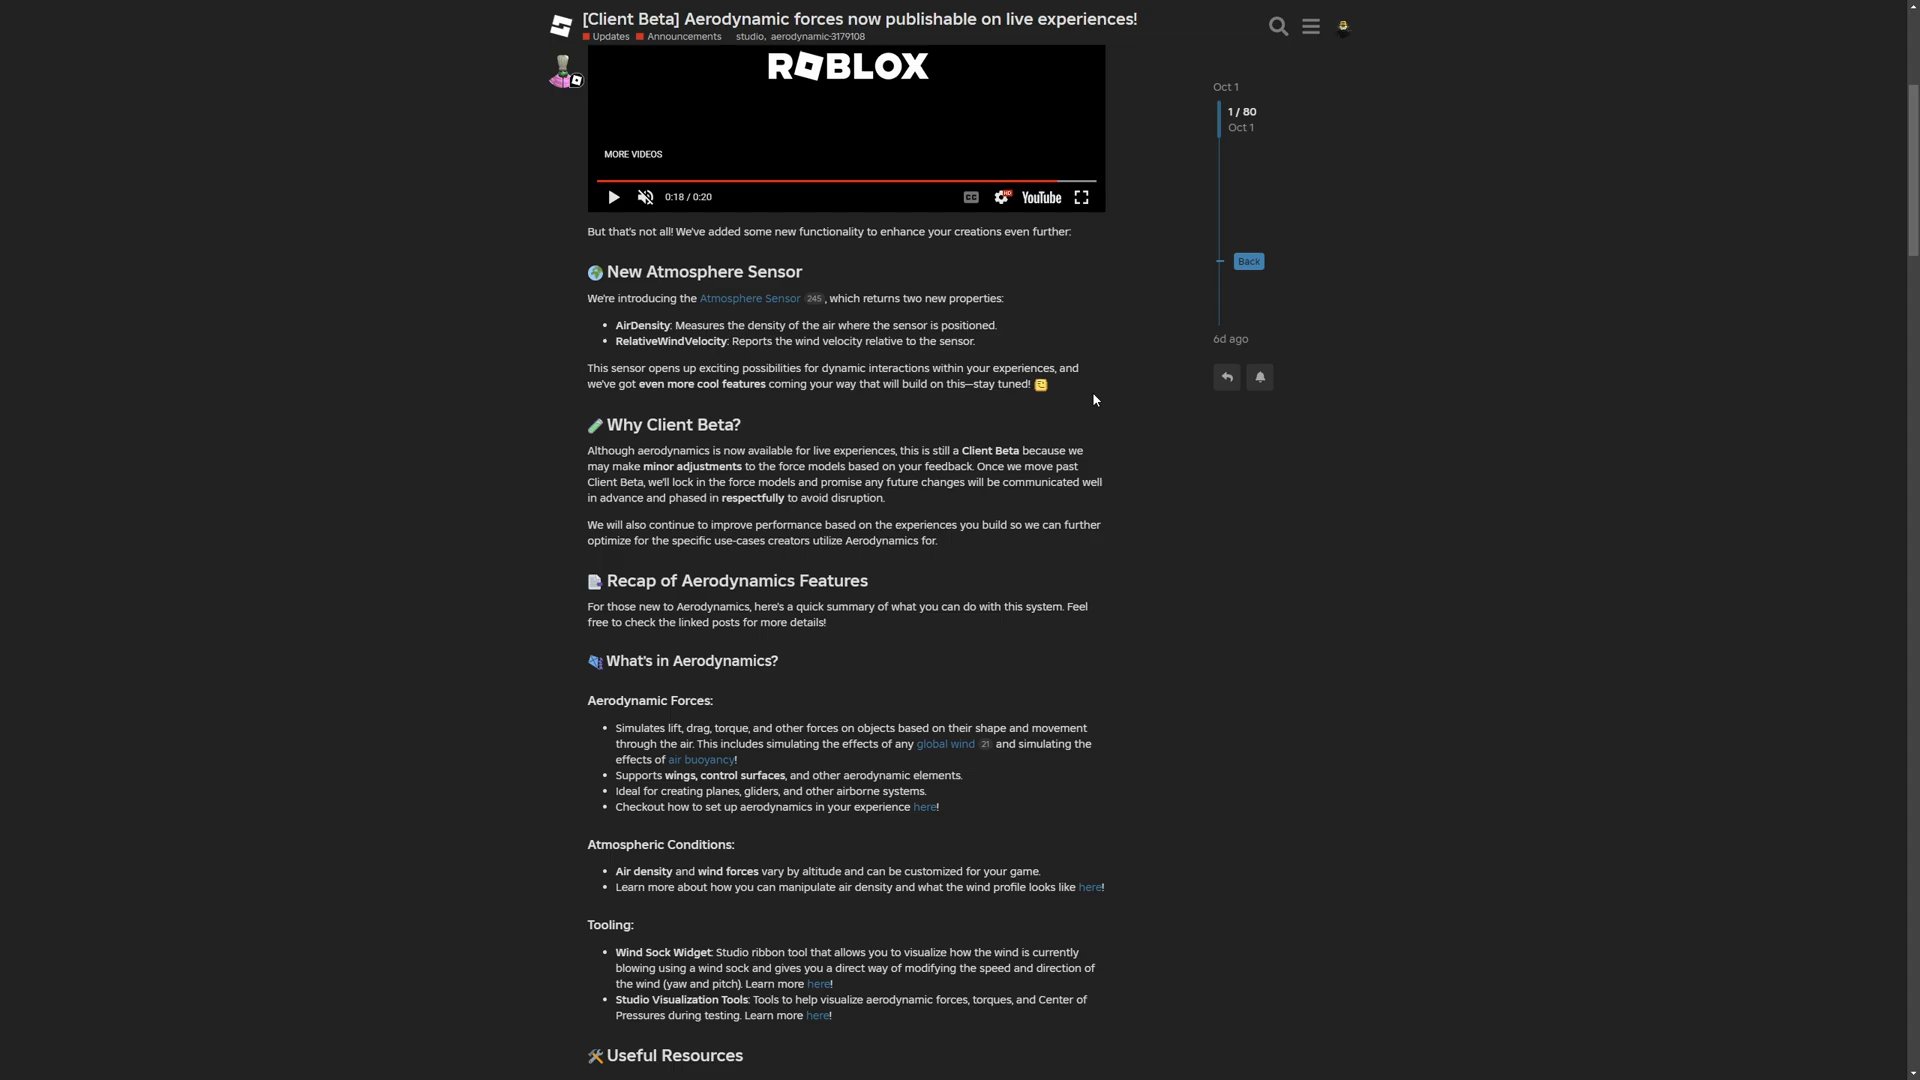 [Client Beta] Aerodynamic forces now publishable on live experiences!
Updates Announcements studio, aerodynamic-3179108
ROBLOX
MORE VIDEOS
0:18 / 0:20
CC HD YouTube
But that's not all! We've added some new functionality to enhance your creations even further:
New Atmosphere Sensor
We're introducing the Atmosphere Sensor 245, which returns two new properties:
• AirDensity: Measures the density of the air where the sensor is positioned.
• RelativeWindVelocity: Reports the wind velocity relative to the sensor.
This sensor opens up exciting possibilities for dynamic interactions within your experiences, and
we've got even more cool features coming your way that will build on this—stay tuned!
Why Client Beta?
Although aerodynamics is now available for live experiences, this is still a Client Beta because we
may make minor adjustments to the force models based on your feedback. Once we move past
Client Beta, we'll lock in the force models and promise any future changes will be communicated well
in advance and phased in respectfully to avoid disruption.
We will also continue to improve performance based on the experiences you build so we can further
optimize for the specific use-cases creators utilize Aerodynamics for.
Recap of Aerodynamics Features
For those new to Aerodynamics, here's a quick summary of what you can do with this system. Feel
free to check the linked posts for more details!
What's in Aerodynamics?
Aerodynamic Forces:
• Simulates lift, drag, torque, and other forces on objects based on their shape and movement
through the air. This includes simulating the effects of any global wind 21 and simulating the
effects of air buoyancy!
• Supports wings, control surfaces, and other aerodynamic elements.
• Ideal for creating planes, gliders, and other airborne systems.
• Checkout how to set up aerodynamics in your experience here!
Atmospheric Conditions:
• Air density and wind forces vary by altitude and can be customized for your game.
• Learn more about how you can manipulate air density and what the wind profile looks like here!
Tooling:
• Wind Sock Widget: Studio ribbon tool that allows you to visualize how the wind is currently
blowing using a wind sock and gives you a direct way of modifying the speed and direction of
the wind (yaw and pitch). Learn more here!
• Studio Visualization Tools: Tools to help visualize aerodynamic forces, torques, and Center of
Pressures during testing. Learn more here!
Useful Resources
Oct 1
1 / 80
Oct 1
Back
6d ago